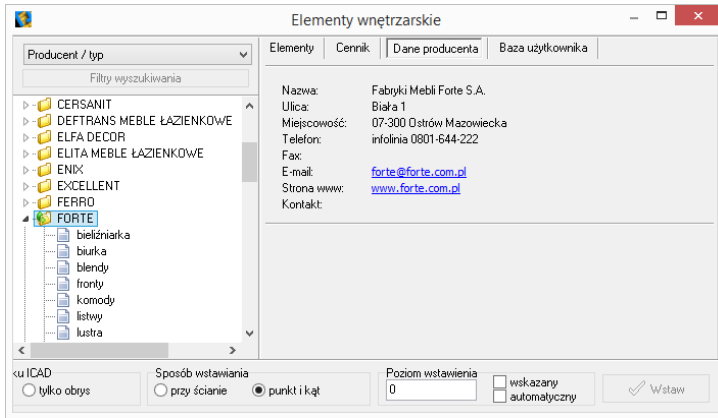 Elementy wnętrzarskie
Producent / typ
Filtry wyszukiwania
CERSANIT
DEFTRANS MEBLE ŁAZIENKOWE
ELFA DECOR
ELITA MEBLE ŁAZIENKOWE
ENIX
EXCELLENT
FERRO
FORTE
bieliźniarka
biurka
blendy
fronty
komody
listwy
lustra
Elementy Cennik Dane producenta Baza użytkownika
Nazwa: Fabryki Mebli Forte S.A.
Ulica: Biała 1
Miejscowość: 07-300 Ostrów Mazowiecka
Telefon: infolinia 0801-644-222
Fax:
E-mail: forte@forte.com.pl
Strona www: www.forte.com.pl
Kontakt:
ku ICAD
tylko obrys
Sposób wstawiania
przy ścianie punkt i kąt
Poziom wstawienia
0
wskazany
automatyczny
Wstaw